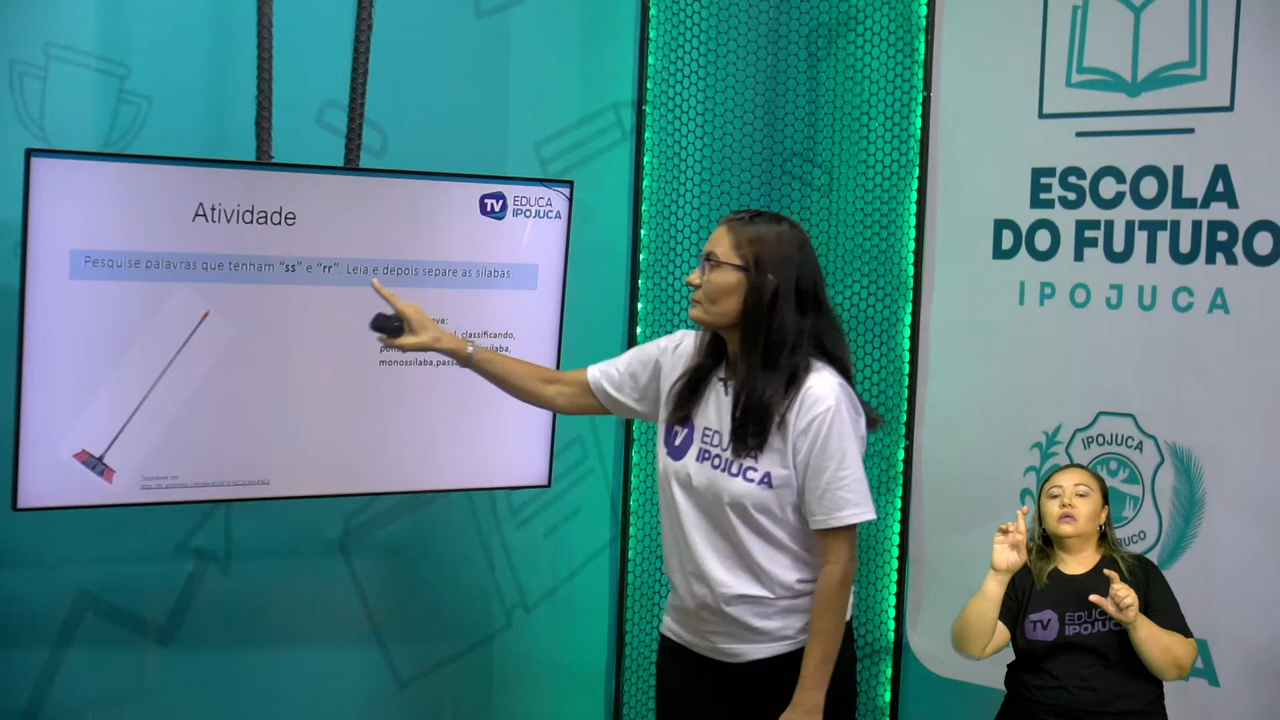 Atividade
TV EDUCA IPOJUCA
Pesquise palavras que tenham “ss” e “rr”. Leia e depois separe as sílabas.
classificando,
monossílaba,
ESCOLA
DO FUTURO
IPOJUCA
TV EDUCA
IPOJUCA
IPOJUCA
TV EDUCA
IPOJUCA